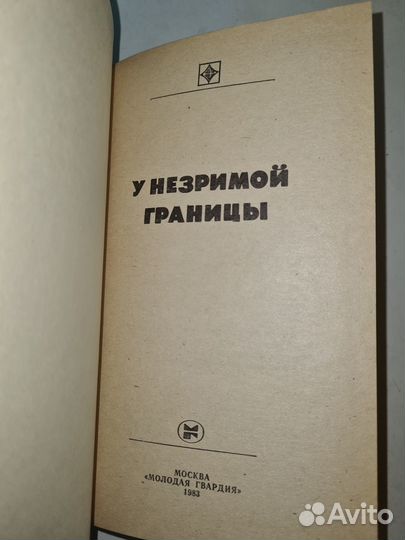 У НЕЗРИМОЙ
ГРАНИЦЫ
МОСКВА
«МОЛОДАЯ ГВАРДИЯ»
1983
Avito